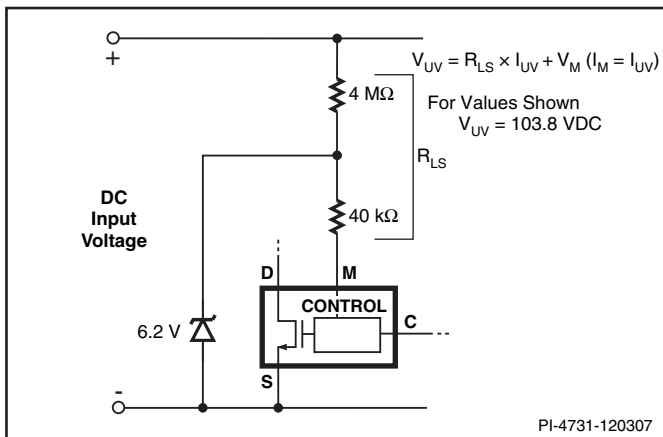 +
V_UV = R_LS × I_UV + V_M (I_M = I_UV)
4 MΩ
For Values Shown
V_UV = 103.8 VDC
R_LS
DC
Input
Voltage
40 kΩ
D
M
CONTROL
C
6.2 V
S
-
PI-4731-120307